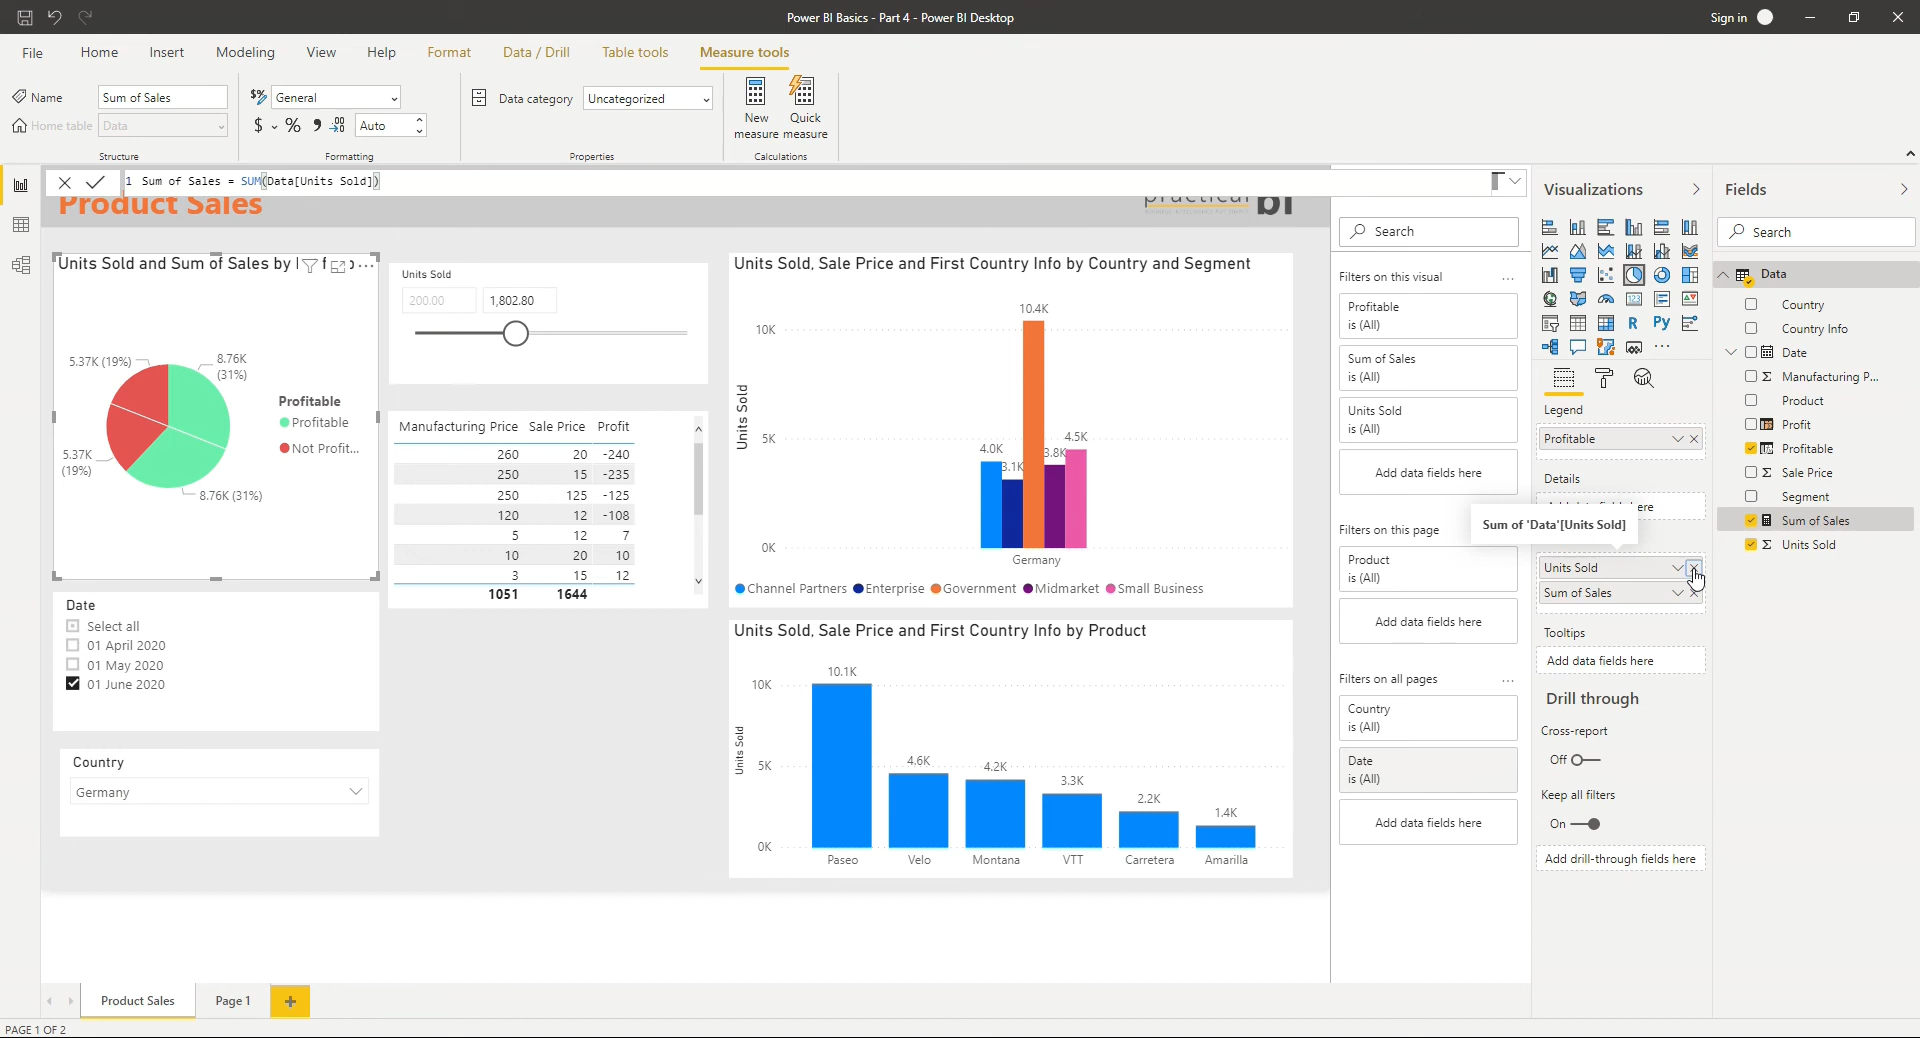 Power BI Basics - Part 4 - Power BI Desktop
Sign in
File Home Insert Modeling View Help Format Data / Drill Table tools Measure tools
Name Sum of Sales
Home table Data
Structure
General
$ % 9 Auto
Formatting
Data category Uncategorized
Properties
New measure
Quick measure
Calculations
1 Sum of Sales = SUM(Data[Units Sold])
Product Sales
practical bi
Units Sold and Sum of Sales by
5.37K (19%)
8.76K (31%)
5.37K (19%)
8.76K (31%)
Profitable
Profitable
Not Profit...
Date
Select all
01 April 2020
01 May 2020
01 June 2020
Country
Germany
Units Sold
200.00 1,802.80
Manufacturing Price Sale Price Profit
260 20 -240
250 15 -235
250 125 -125
120 12 -108
5 12 7
10 20 10
3 15 12
1051 1644
Units Sold, Sale Price and First Country Info by Country and Segment
Units Sold
10K
5K
0K
4.0K
3.1K
10.4K
3.8K
4.5K
Germany
Channel Partners Enterprise Government Midmarket Small Business
Units Sold, Sale Price and First Country Info by Product
Units Sold
10K
5K
0K
10.1K
4.6K
4.2K
3.3K
2.2K
1.4K
Paseo Velo Montana VTT Carretera Amarilla
Search
Filters on this visual ...
Profitable
is (All)
Sum of Sales
is (All)
Units Sold
is (All)
Add data fields here
Filters on this page
Product
is (All)
Add data fields here
Filters on all pages ...
Country
is (All)
Date
is (All)
Add data fields here
Visualizations
123
R Py
...
Legend
Profitable
Details
ere
Sum of 'Data'[Units Sold]
Units Sold
Sum of Sales
Tooltips
Add data fields here
Drill through
Cross-report
Off
Keep all filters
On
Add drill-through fields here
Fields
Search
Data
Country
Country Info
Date
Σ Manufacturing P...
Product
Profit
Profitable
Σ Sale Price
Segment
Sum of Sales
Σ Units Sold
Product Sales Page 1 +
PAGE 1 OF 2